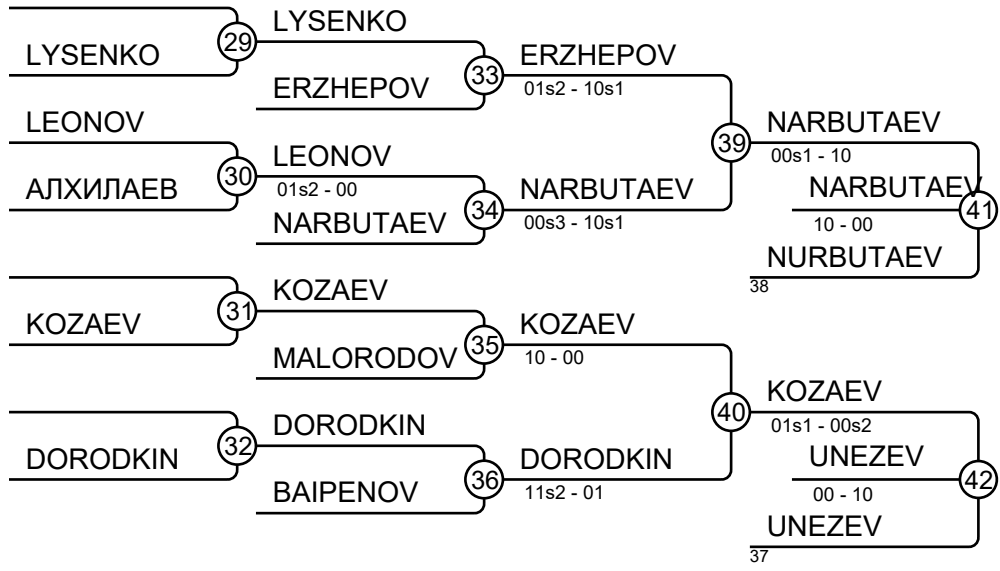 LYSENKO
29
LYSENKO
33
ERZHEPOV
ERZHEPOV
01s2 - 10s1
LEONOV
АЛХИЛАЕВ
30
LEONOV
01s2 - 00
NARBUTAEV
34
NARBUTAEV
00s3 - 10s1
39
NARBUTAEV
00s1 - 10
NARBUTAEV
10 - 00
41
NURBUTAEV
38
KOZAEV
31
KOZAEV
MALORODOV
35
KOZAEV
10 - 00
DORODKIN
32
DORODKIN
BAIPENOV
36
DORODKIN
11s2 - 01
40
KOZAEV
01s1 - 00s2
UNEZEV
00 - 10
42
UNEZEV
37